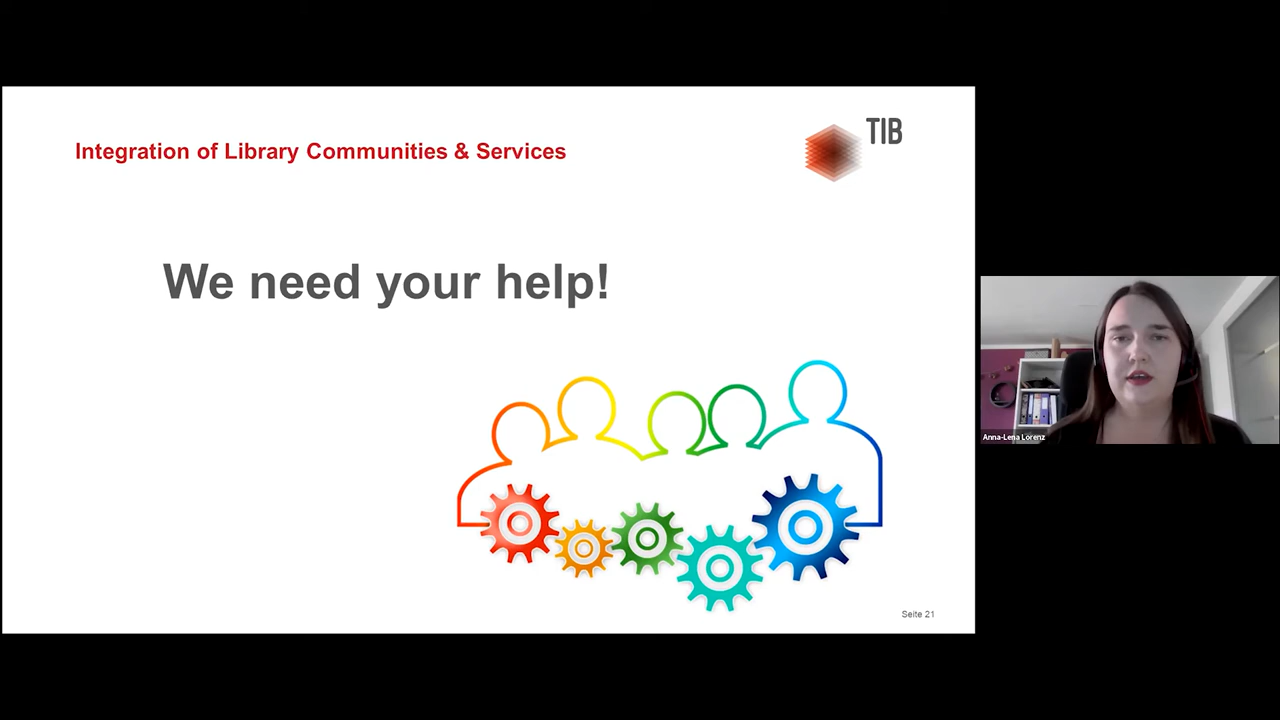 TIB
Integration of Library Communities & Services
We need your help!
Anna-Lena Lorenz
Seite 21